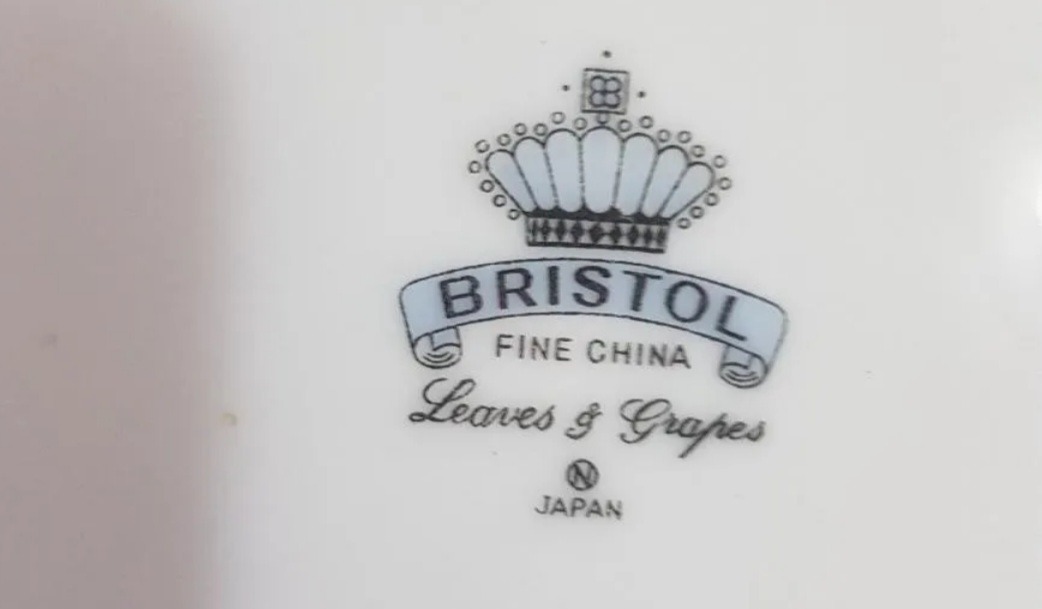 BRISTOL
FINE CHINA
Leaves & Grapes
N
JAPAN